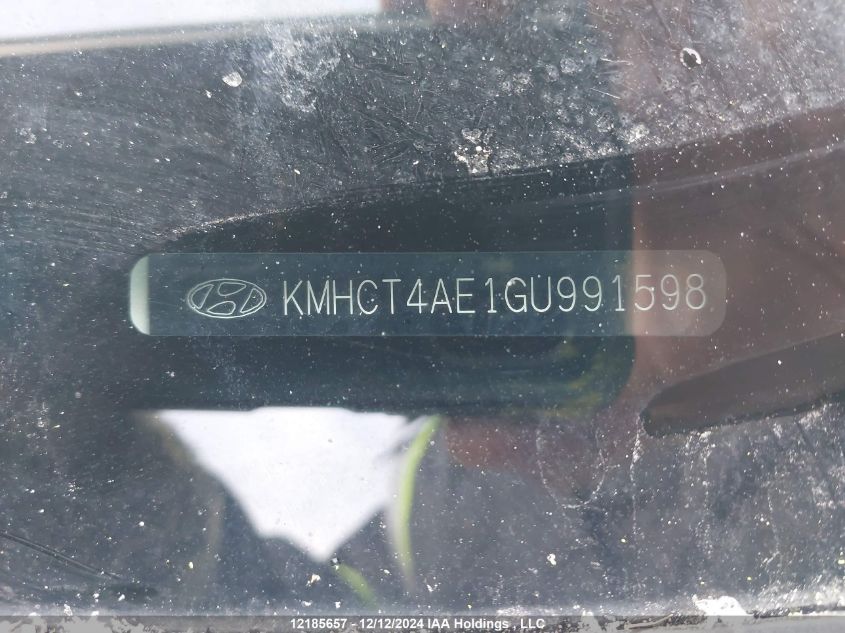 KMHCT4AE1GU991598
12185657 - 12/12/2024 IAA Holdings , LLC